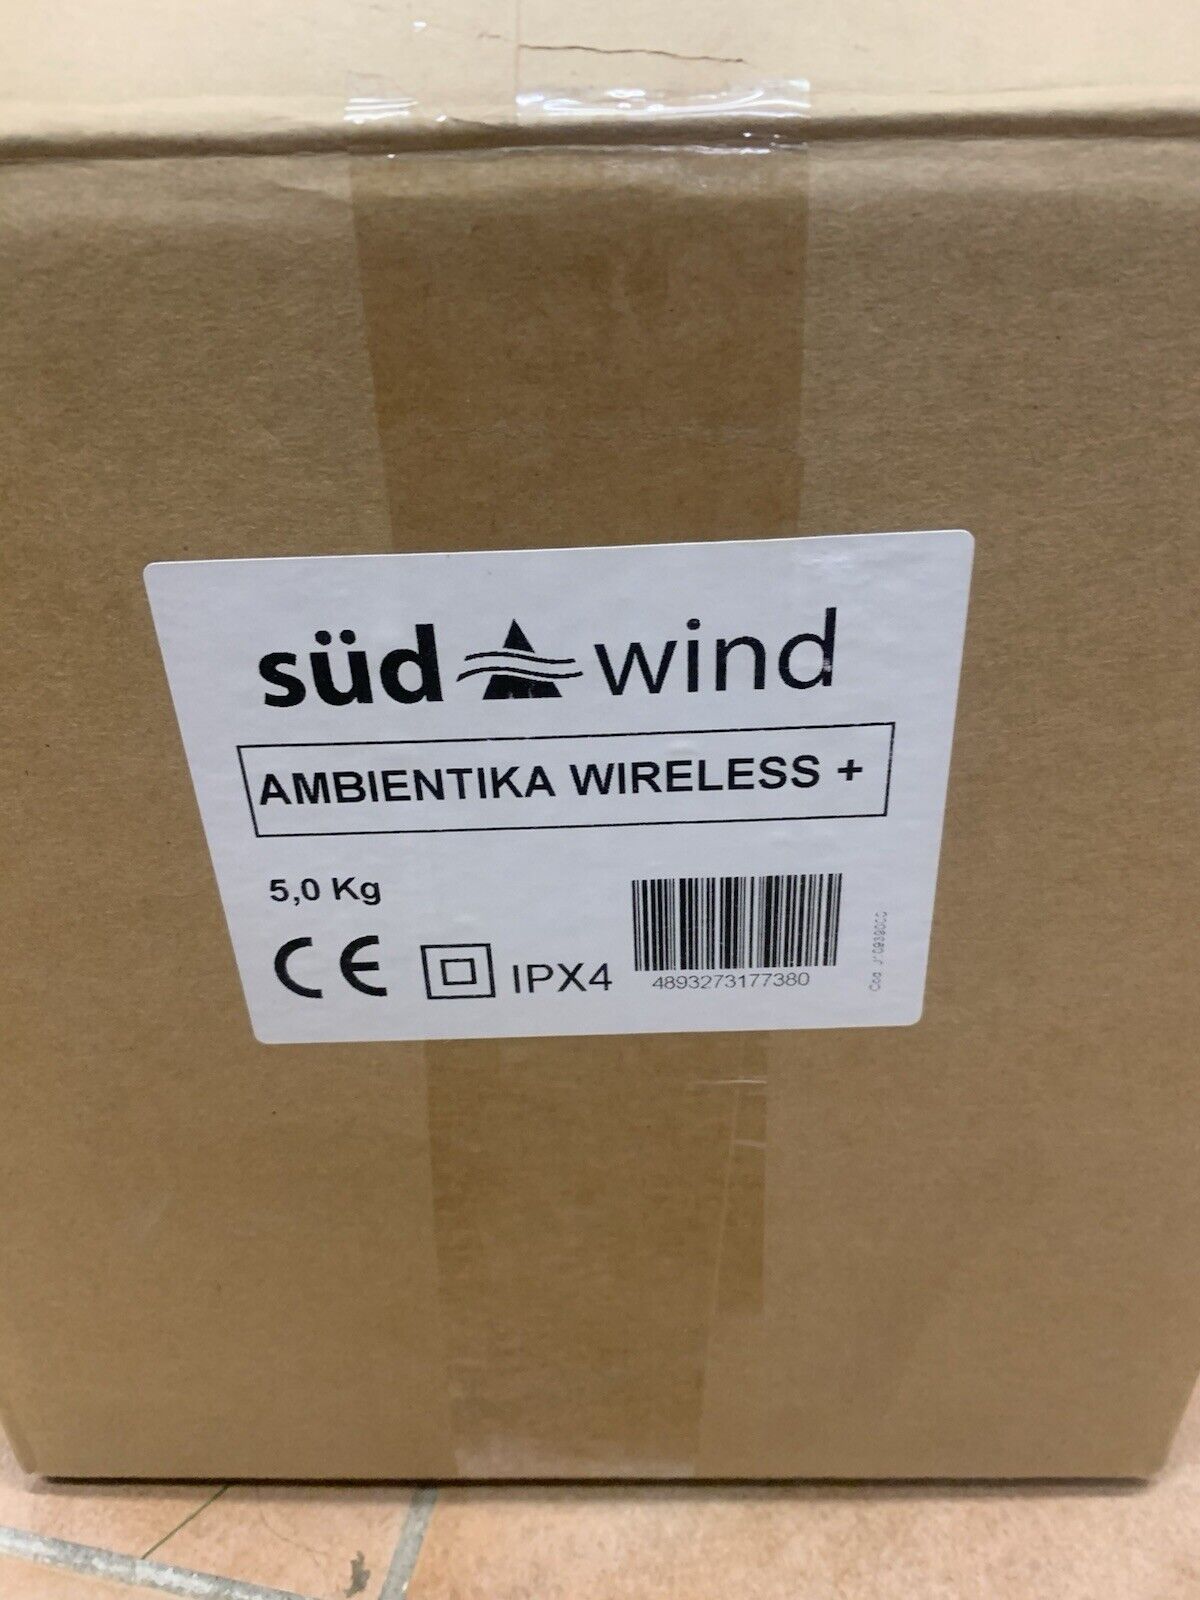 süd wind
AMBIENTIKA WIRELESS +
5,0 Kg
CE IPX4
4893273177380